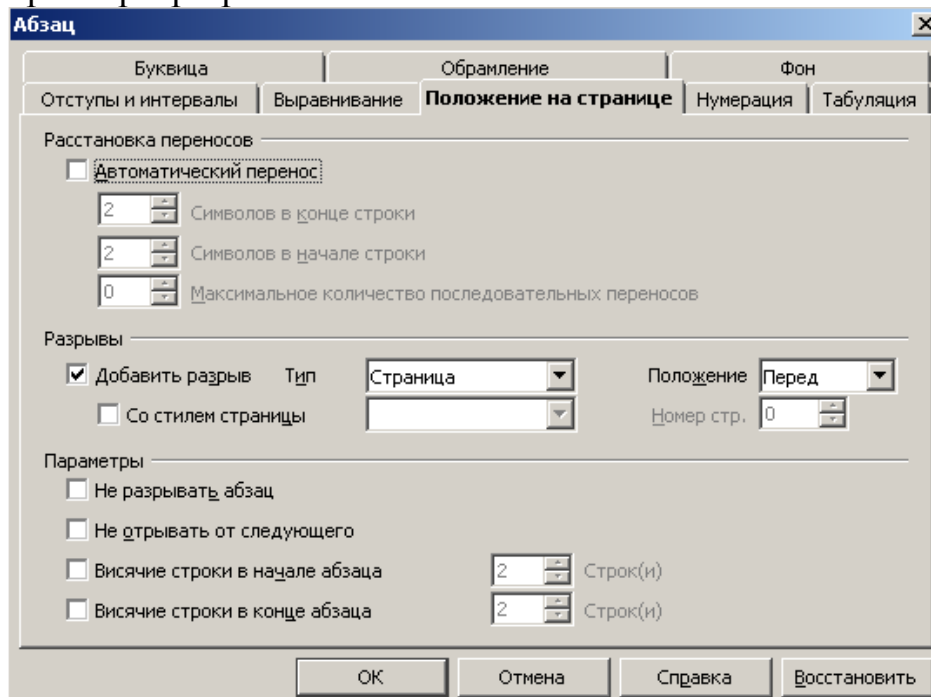 Абзац
Буквица Обрамление Фон
Отступы и интервалы Выравнивание Положение на странице Нумерация Табуляция
Расстановка переносов
Автоматический перенос
2 Символов в конце строки
2 Символов в начале строки
0 Максимальное количество последовательных переносов
Разрывы
Добавить разрыв Тип Страница Положение Перед
Со стилем страницы Номер стр. 0
Параметры
Не разрывать абзац
Не отрывать от следующего
Висячие строки в начале абзаца 2 Строк(и)
Висячие строки в конце абзаца 2 Строк(и)
ОК Отмена Справка Восстановить